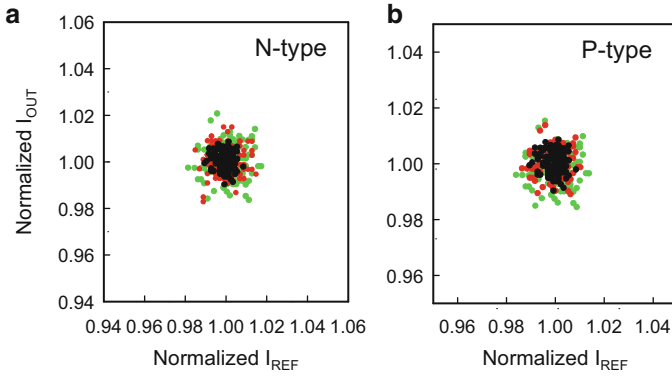 a
N-type
Normalized I_OUT
1.06
1.04
1.02
1.00
0.98
0.96
0.94
0.94 0.96 0.98 1.00 1.02 1.04 1.06
Normalized I_REF
b
P-type
1.04
1.02
1.00
0.98
0.96
0.96 0.98 1.00 1.02 1.04
Normalized I_REF